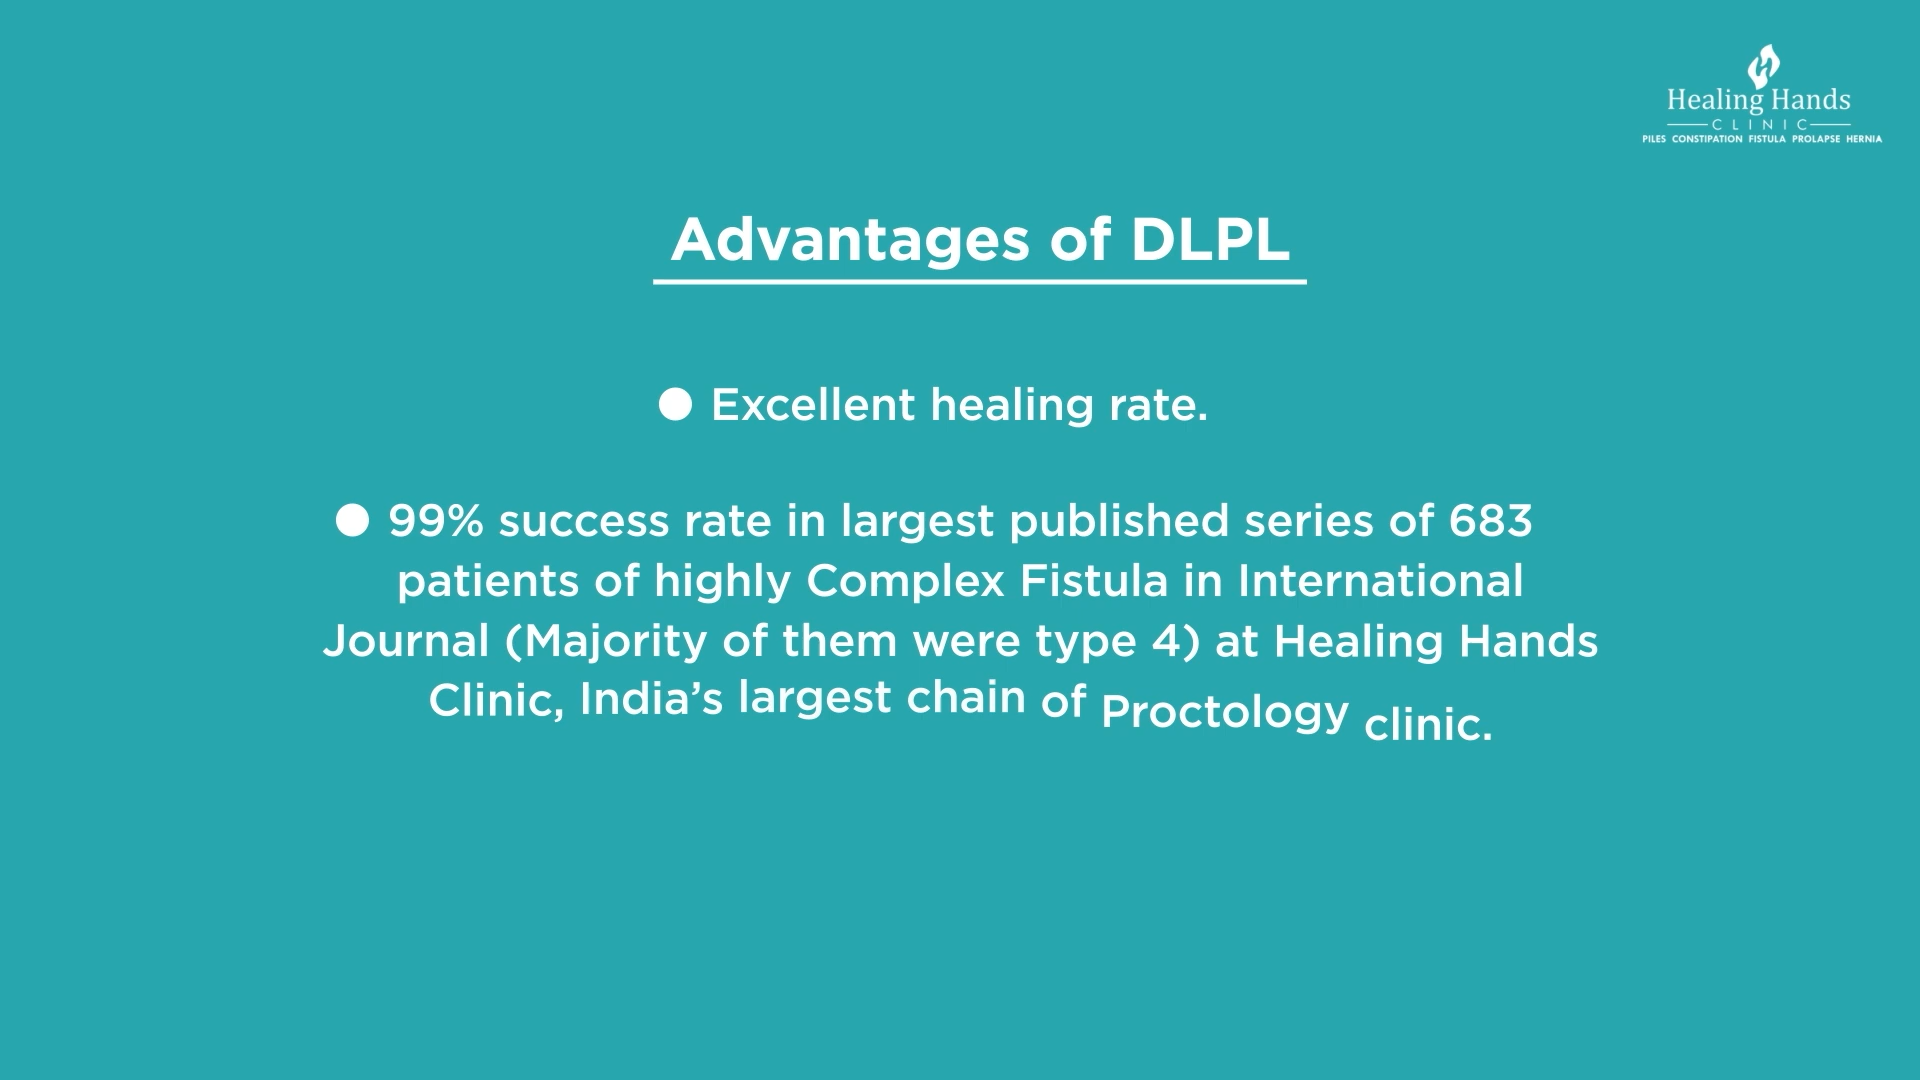 Healing Hands
CLINIC
PILES CONSTIPATION FISTULA PROLAPSE HERNIA
Advantages of DLPL
● Excellent healing rate.
● 99% success rate in largest published series of 683
patients of highly Complex Fistula in International
Journal (Majority of them were type 4) at Healing Hands
Clinic, India’s largest chain of Proctology clinic.